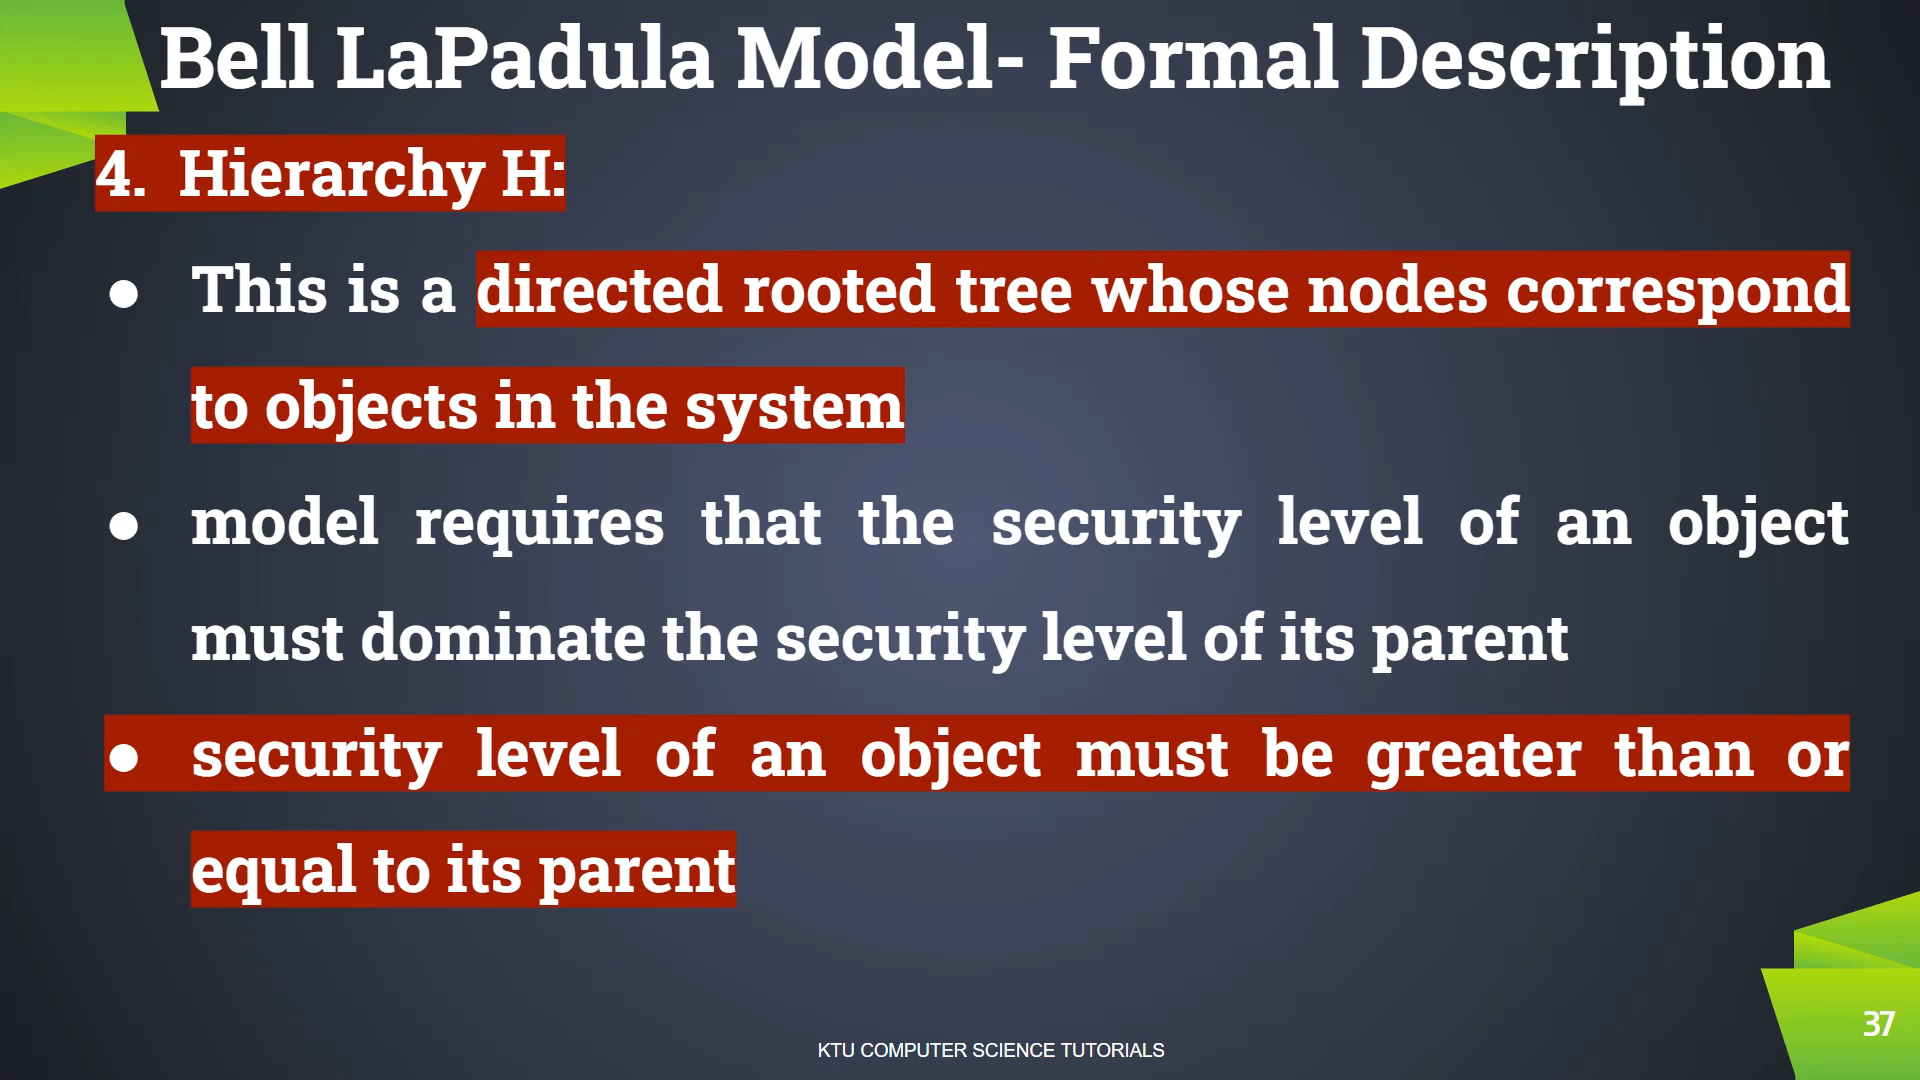 Bell LaPadula Model- Formal Description
4. Hierarchy H:
● This is a directed rooted tree whose nodes correspond
to objects in the system
● model requires that the security level of an object
must dominate the security level of its parent
● security level of an object must be greater than or
equal to its parent
37
KTU COMPUTER SCIENCE TUTORIALS